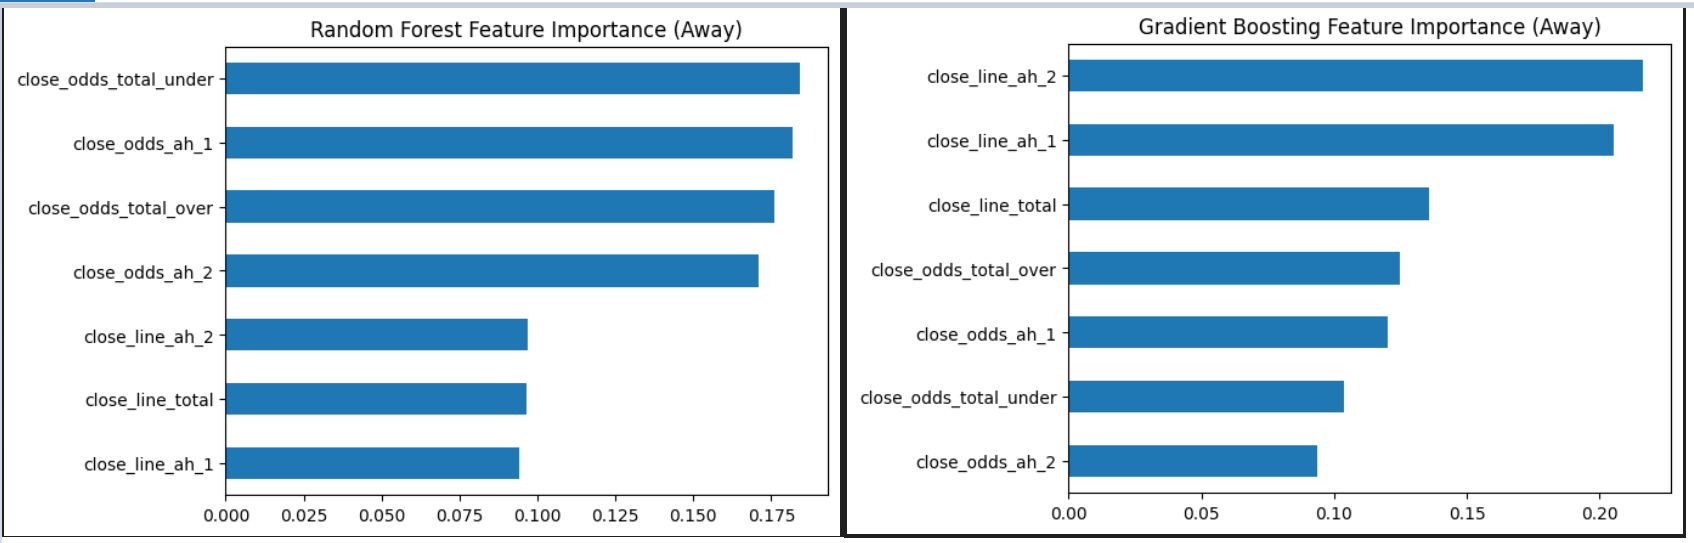 Random Forest Feature Importance (Away)
close_odds_total_under
close_odds_ah_1
close_odds_total_over
close_odds_ah_2
close_line_ah_2
close_line_total
close_line_ah_1
0.000 0.025 0.050 0.075 0.100 0.125 0.150 0.175
Gradient Boosting Feature Importance (Away)
close_line_ah_2
close_line_ah_1
close_line_total
close_odds_total_over
close_odds_ah_1
close_odds_total_under
close_odds_ah_2
0.00 0.05 0.10 0.15 0.20